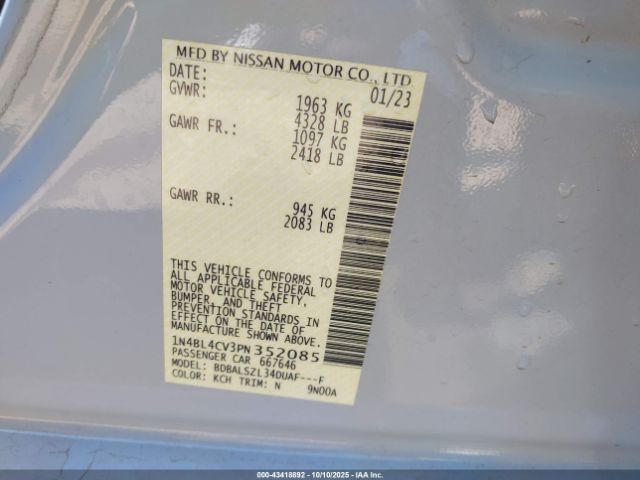 MFD BY NISSAN MOTOR CO., LTD.
DATE: 01/23
GVWR: 1963 KG
4328 LB
GAWR FR.: 1097 KG
2418 LB
GAWR RR.: 945 KG
2083 LB
THIS VEHICLE CONFORMS TO
ALL APPLICABLE FEDERAL
MOTOR VEHICLE SAFETY,
BUMPER, AND THEFT
PREVENTION STANDARDS IN
EFFECT ON THE DATE OF
MANUFACTURE SHOWN ABOVE.
1N4BL4CV3PN352085
PASSENGER CAR 667646
MODEL: BDBALSZL34DUAF---F
COLOR: KCH TRIM: N 9N00A
000-43418892 | 10/10/2025 | IAA Inc.